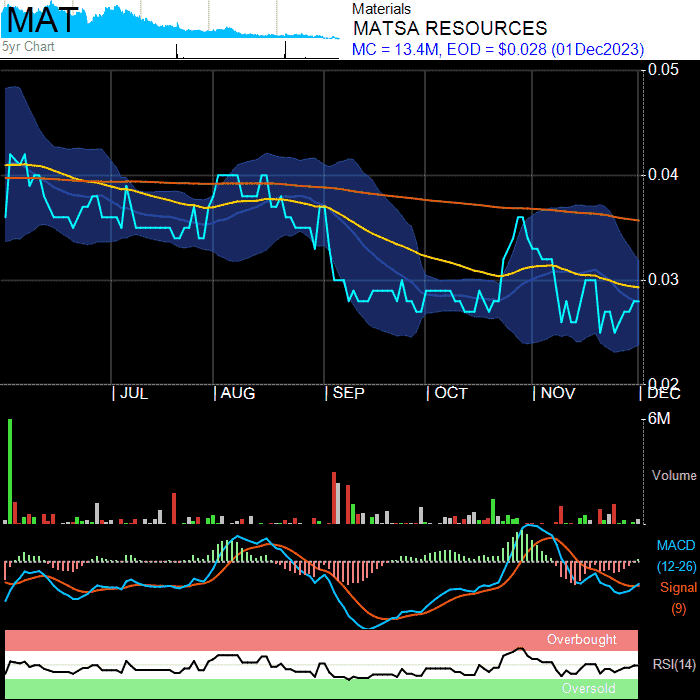 MAT
5yr Chart
Materials
MATSA RESOURCES
MC = 13.4M, EOD = $0.028 (01Dec2023)
0.05
0.04
0.03
0.02
JUL
AUG
SEP
OCT
NOV
DEC
6M
Volume
MACD
(12-26)
Signal
(9)
Overbought
RSI(14)
Oversold